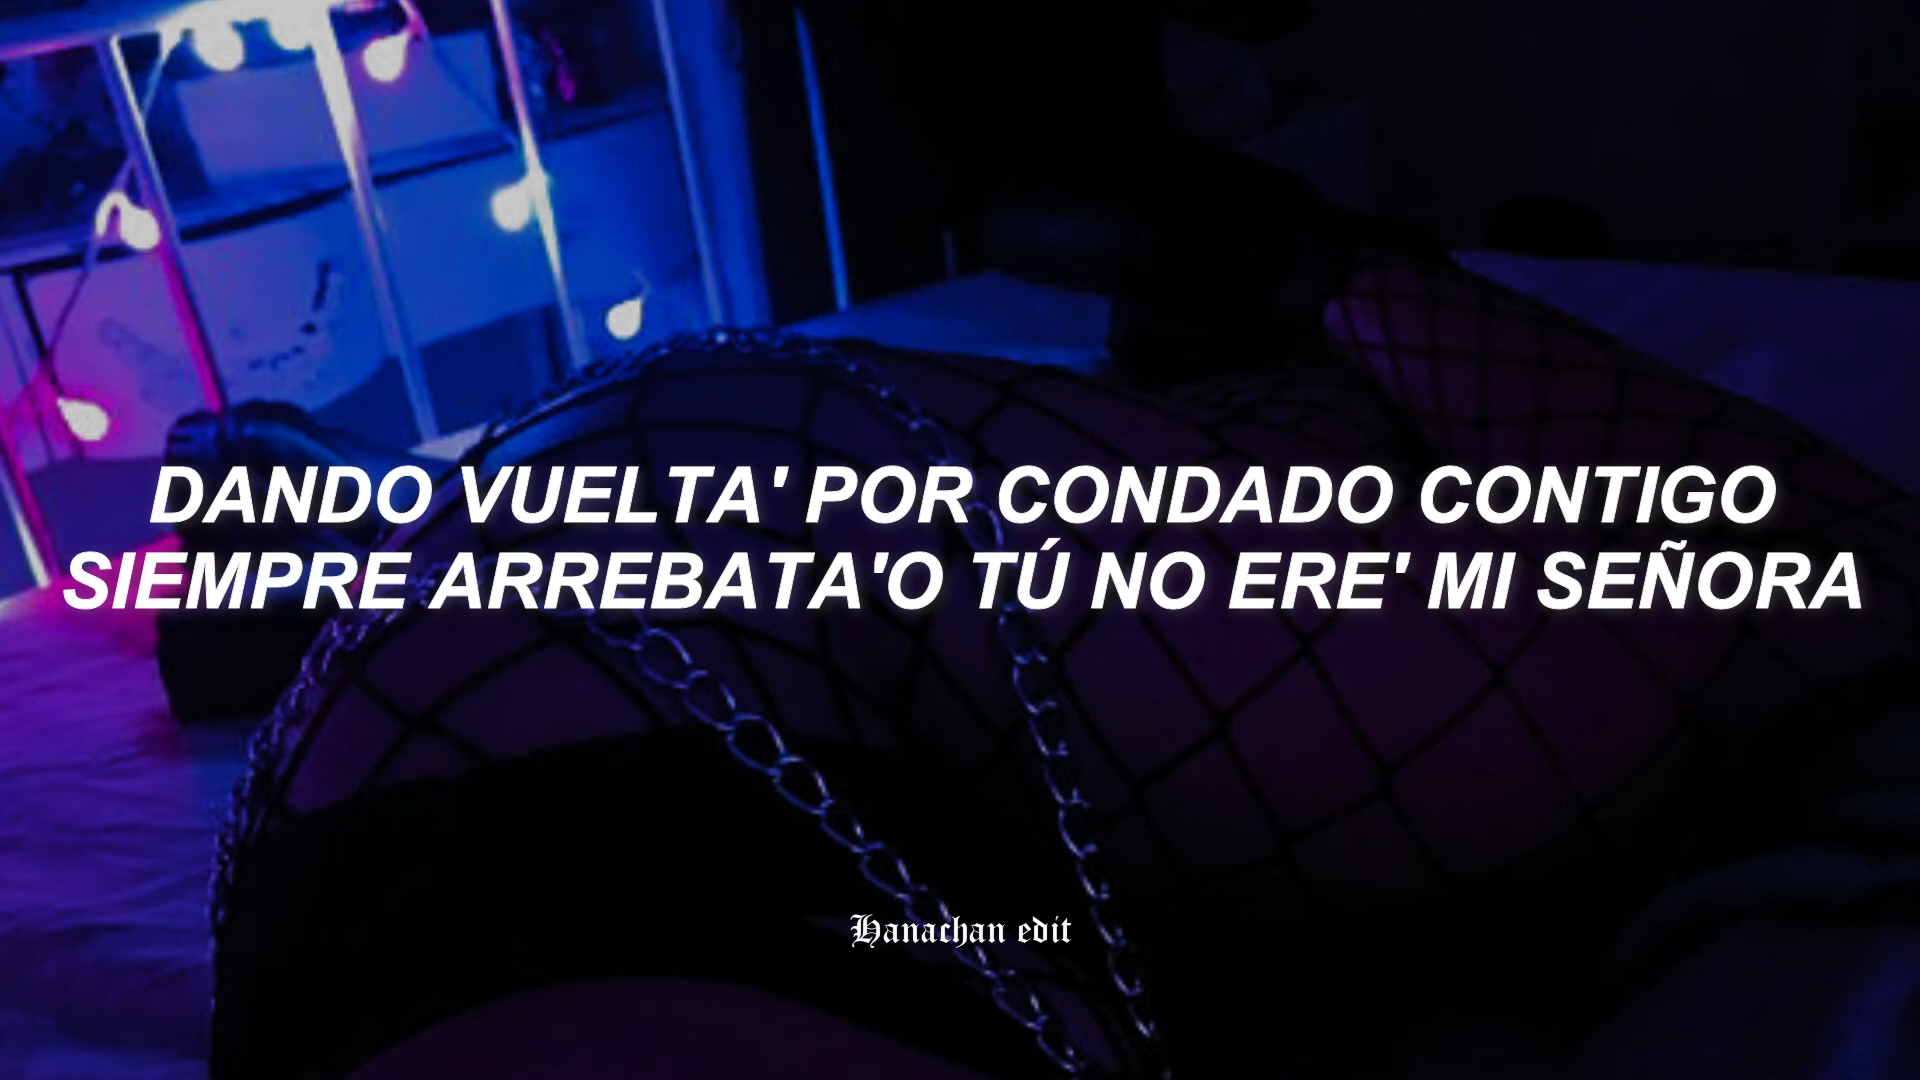 DANDO VUELTA' POR CONDADO CONTIGO
SIEMPRE ARREBATA'O TÚ NO ERE' MI SEÑORA
Hanachan edit